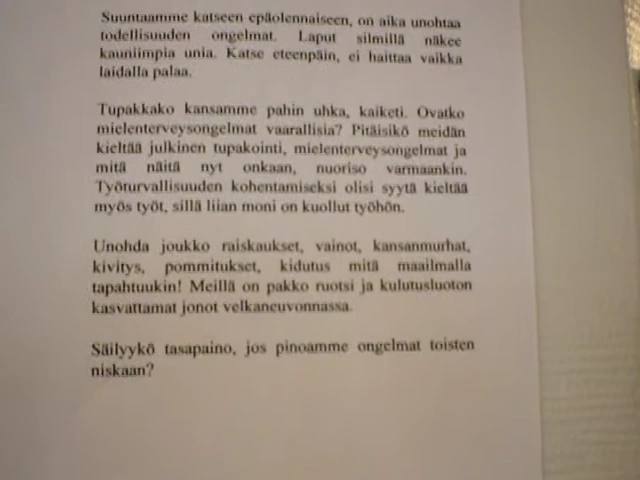 Suuntaamme katseen epäolennaiseen, on aika unohtaa
todellisuuden ongelmat. Laput silmillä näkee
kauniimpia unia. Katse eteenpäin, ei haittaa vaikka
laidalla palaa.
Tupakkako kansamme pahin uhka, kaiketi. Ovatko
mielenterveysongelmat vaarallisia? Pitäisikö meidän
kieltää julkinen tupakointi, mielenterveysongelmat ja
mitä näitä nyt onkaan, nuoriso varmaankin.
Työturvallisuuden kohentamiseksi olisi syytä kieltää
myös työt, sillä liian moni on kuollut työhön.
Unohda joukko raiskaukset, vainot, kansanmurhat,
kivitys, pommitukset, kidutus mitä maailmalla
tapahtuukin! Meillä on pakko ruotsi ja kulutusluoton
kasvattamat jonot velkaneuvonnassa.
Säilyykö tasapaino, jos pinoamme ongelmat toisten
niskaan?